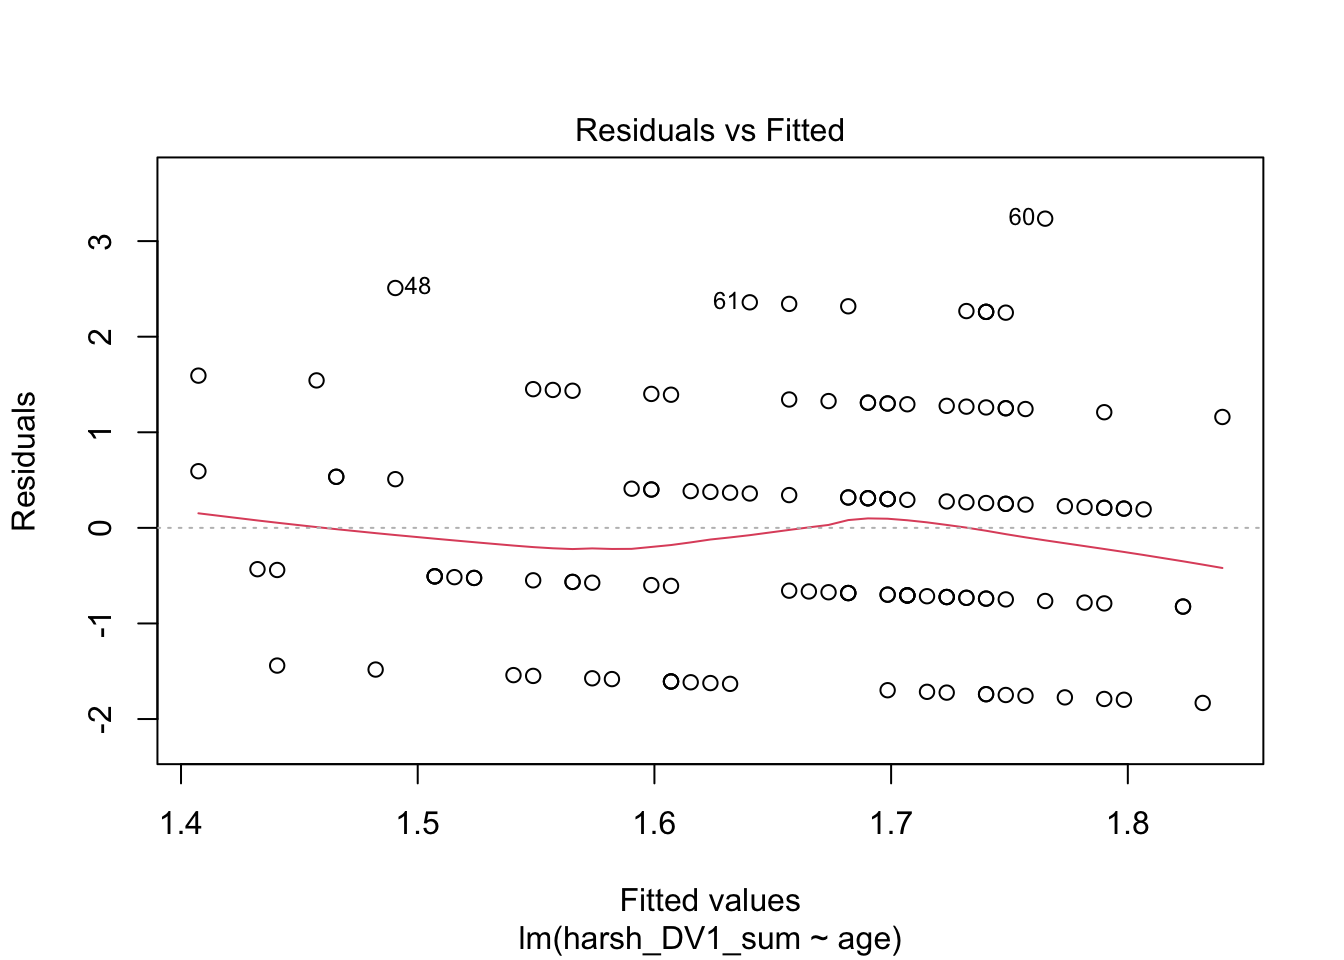 Residuals vs Fitted
Residuals
3
2
1
0
-1
-2
60
48
61
1.4 1.5 1.6 1.7 1.8
Fitted values
lm(harsh_DV1_sum ~ age)